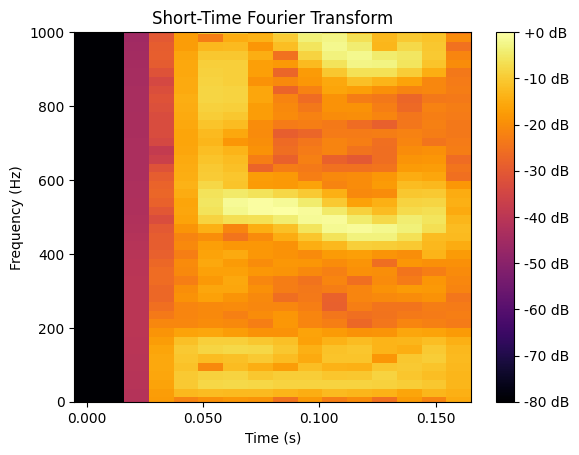 Short-Time Fourier Transform
1000
800
600
400
200
0
Frequency (Hz)
0.000
0.050
0.100
0.150
Time (s)
+0 dB
-10 dB
-20 dB
-30 dB
-40 dB
-50 dB
-60 dB
-70 dB
-80 dB